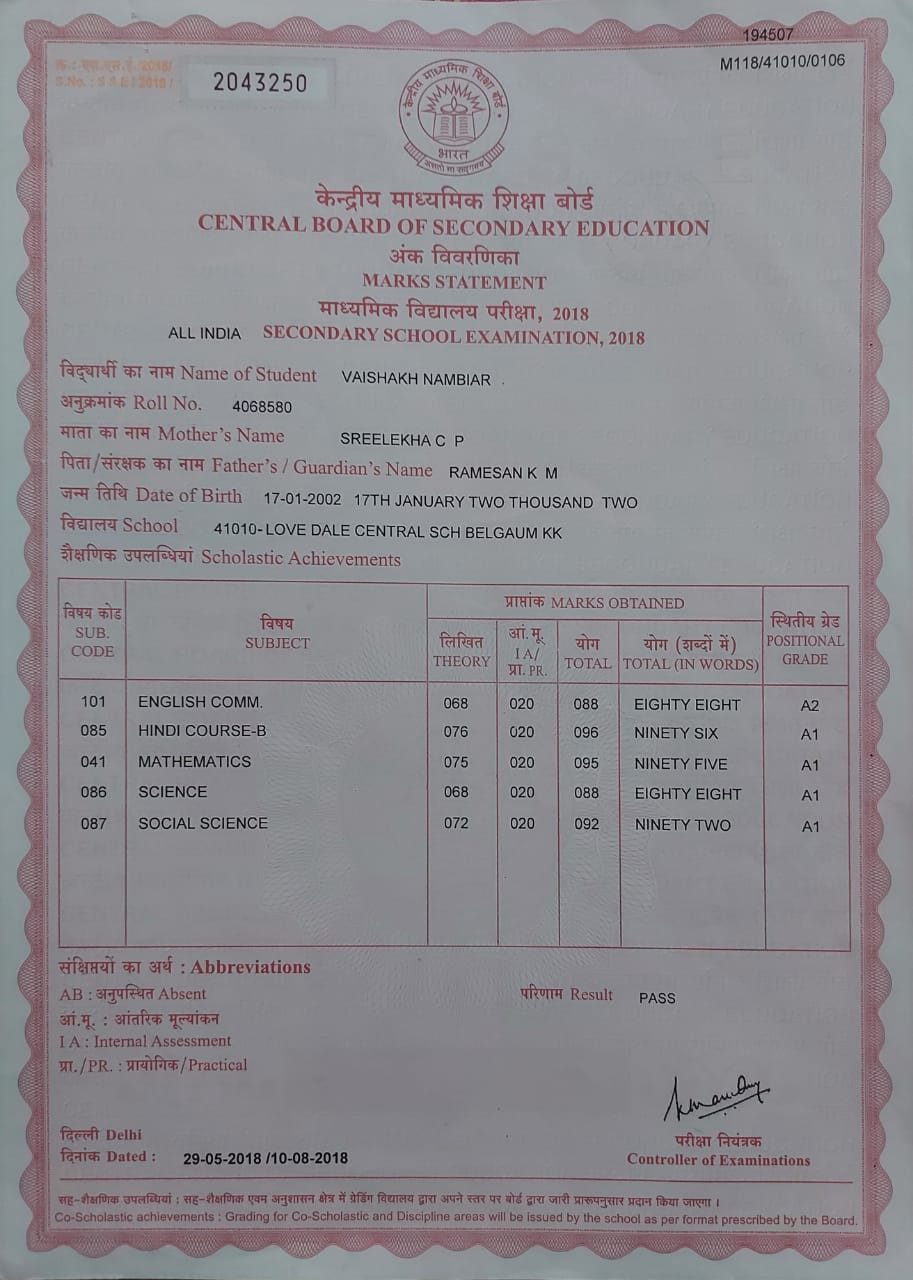 194507
M118/41010/0106
क्र.: एस.एस.ई/2018/
S.No. : S S E / 2018 /
2043250
केन्द्रीय माध्यमिक शिक्षा बोर्ड
भारत
असतो मा सद्गमय
केन्द्रीय माध्यमिक शिक्षा बोर्ड
CENTRAL BOARD OF SECONDARY EDUCATION
अंक विवरणिका
MARKS STATEMENT
माध्यमिक विद्यालय परीक्षा, 2018
ALL INDIA SECONDARY SCHOOL EXAMINATION, 2018
विद्यार्थी का नाम Name of Student VAISHAKH NAMBIAR .
अनुक्रमांक Roll No. 4068580
माता का नाम Mother's Name SREELEKHA C P
पिता/संरक्षक का नाम Father's / Guardian's Name RAMESAN K M
जन्म तिथि Date of Birth 17-01-2002 17TH JANUARY TWO THOUSAND TWO
विद्यालय School 41010- LOVE DALE CENTRAL SCH BELGAUM KK
शैक्षणिक उपलब्धियां Scholastic Achievements
विषय कोड SUB. CODE
विषय SUBJECT
प्राप्तांक MARKS OBTAINED
स्थितीय ग्रेड POSITIONAL GRADE
लिखित THEORY
आं.मू. I A/ प्रा. PR.
योग TOTAL
योग (शब्दों में) TOTAL (IN WORDS)
101 ENGLISH COMM. 068 020 088 EIGHTY EIGHT A2
085 HINDI COURSE-B 076 020 096 NINETY SIX A1
041 MATHEMATICS 075 020 095 NINETY FIVE A1
086 SCIENCE 068 020 088 EIGHTY EIGHT A1
087 SOCIAL SCIENCE 072 020 092 NINETY TWO A1
संक्षिप्तयों का अर्थ : Abbreviations
AB : अनुपस्थित Absent
परिणाम Result PASS
आं.मू. : आंतरिक मूल्यांकन
I A : Internal Assessment
प्रा./PR. : प्रायोगिक/Practical
दिल्ली Delhi
दिनांक Dated : 29-05-2018 /10-08-2018
परीक्षा नियंत्रक
Controller of Examinations
सह-शैक्षणिक उपलब्धियां : सह-शैक्षणिक एवम अनुशासन क्षेत्र में ग्रेडिंग विद्यालय द्वारा अपने स्तर पर बोर्ड द्वारा जारी प्रारूपनुसार प्रदान किया जाएगा ।
Co-Scholastic achievements : Grading for Co-Scholastic and Discipline areas will be issued by the school as per format prescribed by the Board.